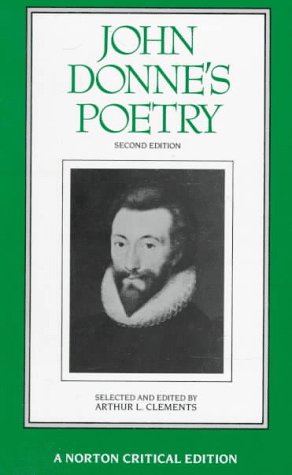 JOHN
DONNE'S
POETRY
SECOND EDITION
SELECTED AND EDITED BY
ARTHUR L. CLEMENTS
A NORTON CRITICAL EDITION